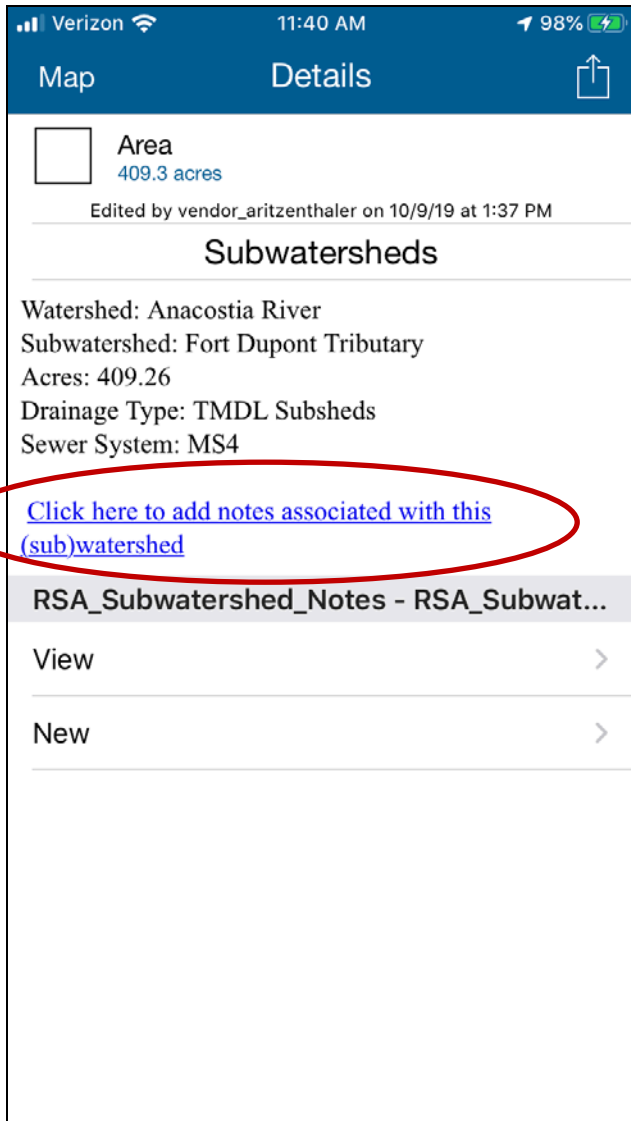 Verizon 11:40 AM 98%
Map Details
Area
409.3 acres
Edited by vendor_aritzenthaler on 10/9/19 at 1:37 PM
Subwatersheds
Watershed: Anacostia River
Subwatershed: Fort Dupont Tributary
Acres: 409.26
Drainage Type: TMDL Subsheds
Sewer System: MS4
Click here to add notes associated with this
(sub)watershed
RSA_Subwatershed_Notes - RSA_Subwat...
View
New